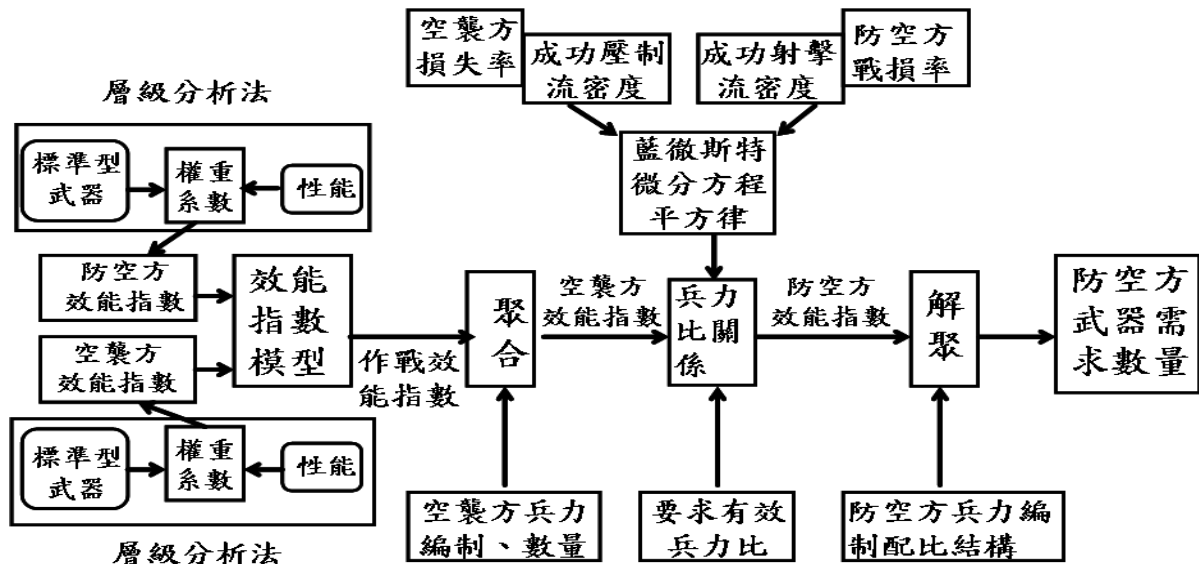 空襲方
損失率
成功壓制
流密度
成功射擊
流密度
防空方
戰損率
層級分析法
標準型
武器
權重
系數
性能
藍徹斯特
微分方程
平方律
防空方
效能指數
空襲方
效能指數
效能
指數
模型
作戰效
能指數
聚
合
空襲方
效能指數
兵力
比關
係
防空方
效能指數
解
聚
防空方
武器需
求數量
標準型
武器
權重
系數
性能
層級分析法
空襲方兵力
編制、數量
要求有效
兵力比
防空方兵力編
制配比結構